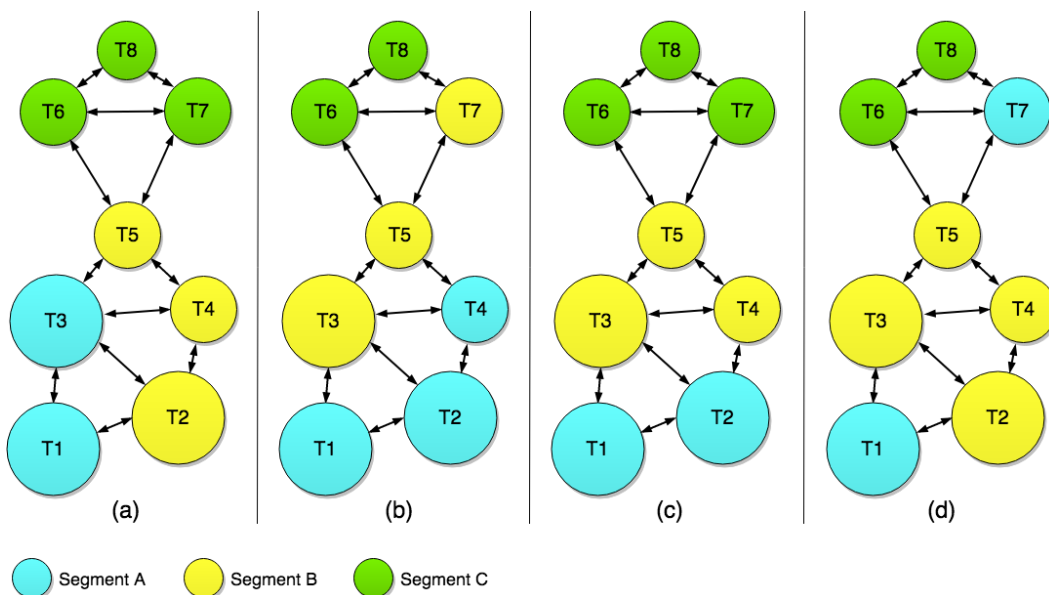 T8
T6
T7
T5
T3
T4
T2
T1
(a)
T8
T6
T7
T5
T3
T4
T2
T1
(b)
T8
T6
T7
T5
T3
T4
T2
T1
(c)
T8
T6
T7
T5
T3
T4
T2
T1
(d)
Segment A
Segment B
Segment C